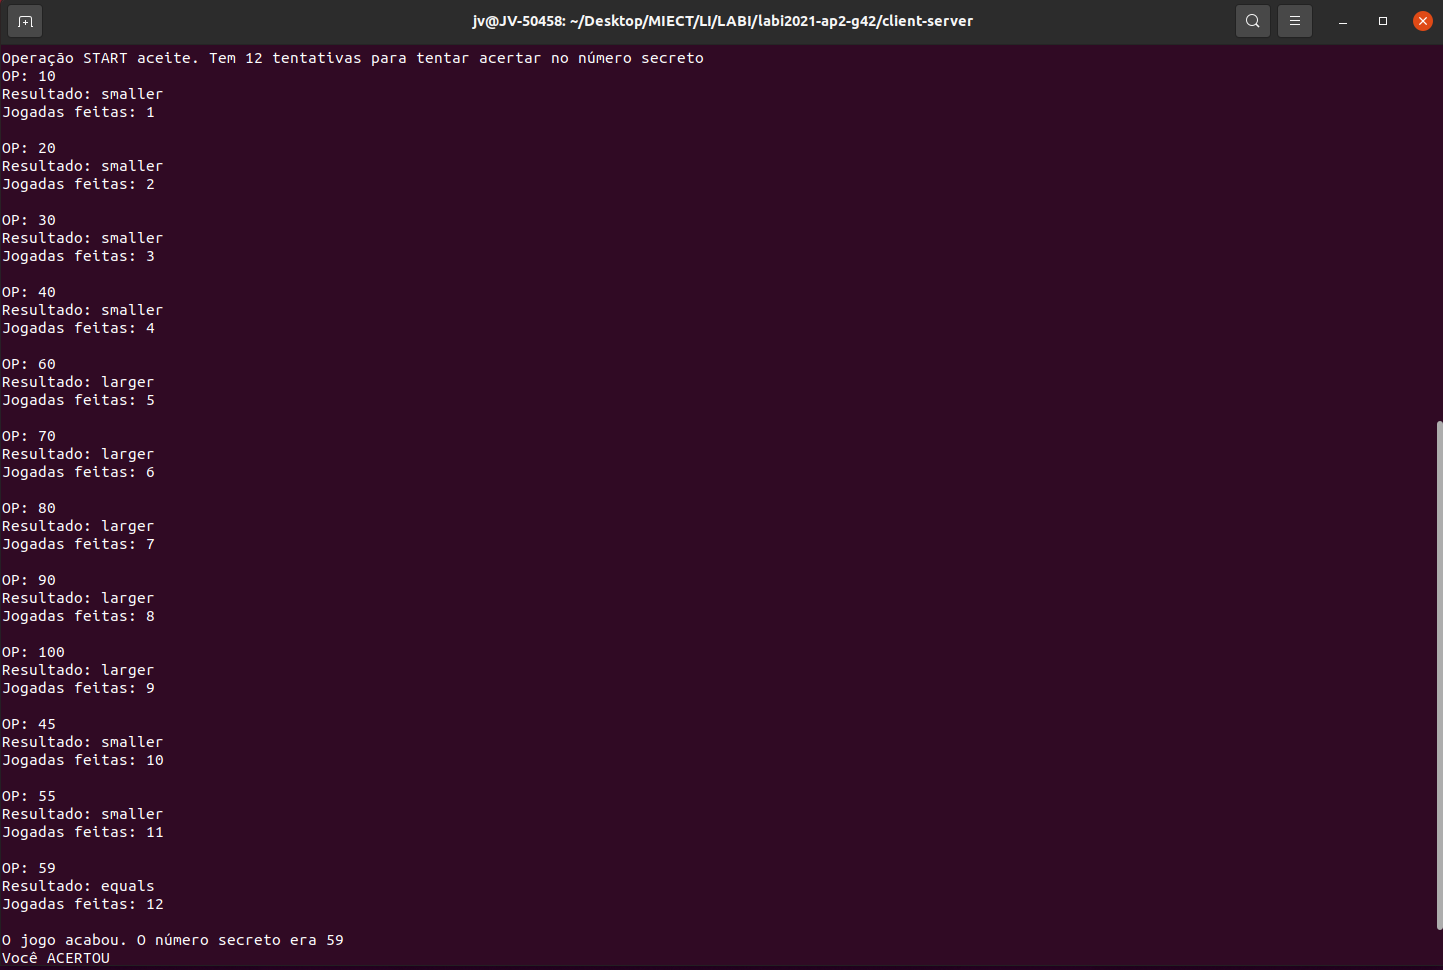 jv@JV-50458: ~/Desktop/MIECT/LI/LABI/labi2021-ap2-g42/client-server
Operação START aceite. Tem 12 tentativas para tentar acertar no número secreto
OP: 10
Resultado: smaller
Jogadas feitas: 1
OP: 20
Resultado: smaller
Jogadas feitas: 2
OP: 30
Resultado: smaller
Jogadas feitas: 3
OP: 40
Resultado: smaller
Jogadas feitas: 4
OP: 60
Resultado: larger
Jogadas feitas: 5
OP: 70
Resultado: larger
Jogadas feitas: 6
OP: 80
Resultado: larger
Jogadas feitas: 7
OP: 90
Resultado: larger
Jogadas feitas: 8
OP: 100
Resultado: larger
Jogadas feitas: 9
OP: 45
Resultado: smaller
Jogadas feitas: 10
OP: 55
Resultado: smaller
Jogadas feitas: 11
OP: 59
Resultado: equals
Jogadas feitas: 12
O jogo acabou. O número secreto era 59
Você ACERTOU